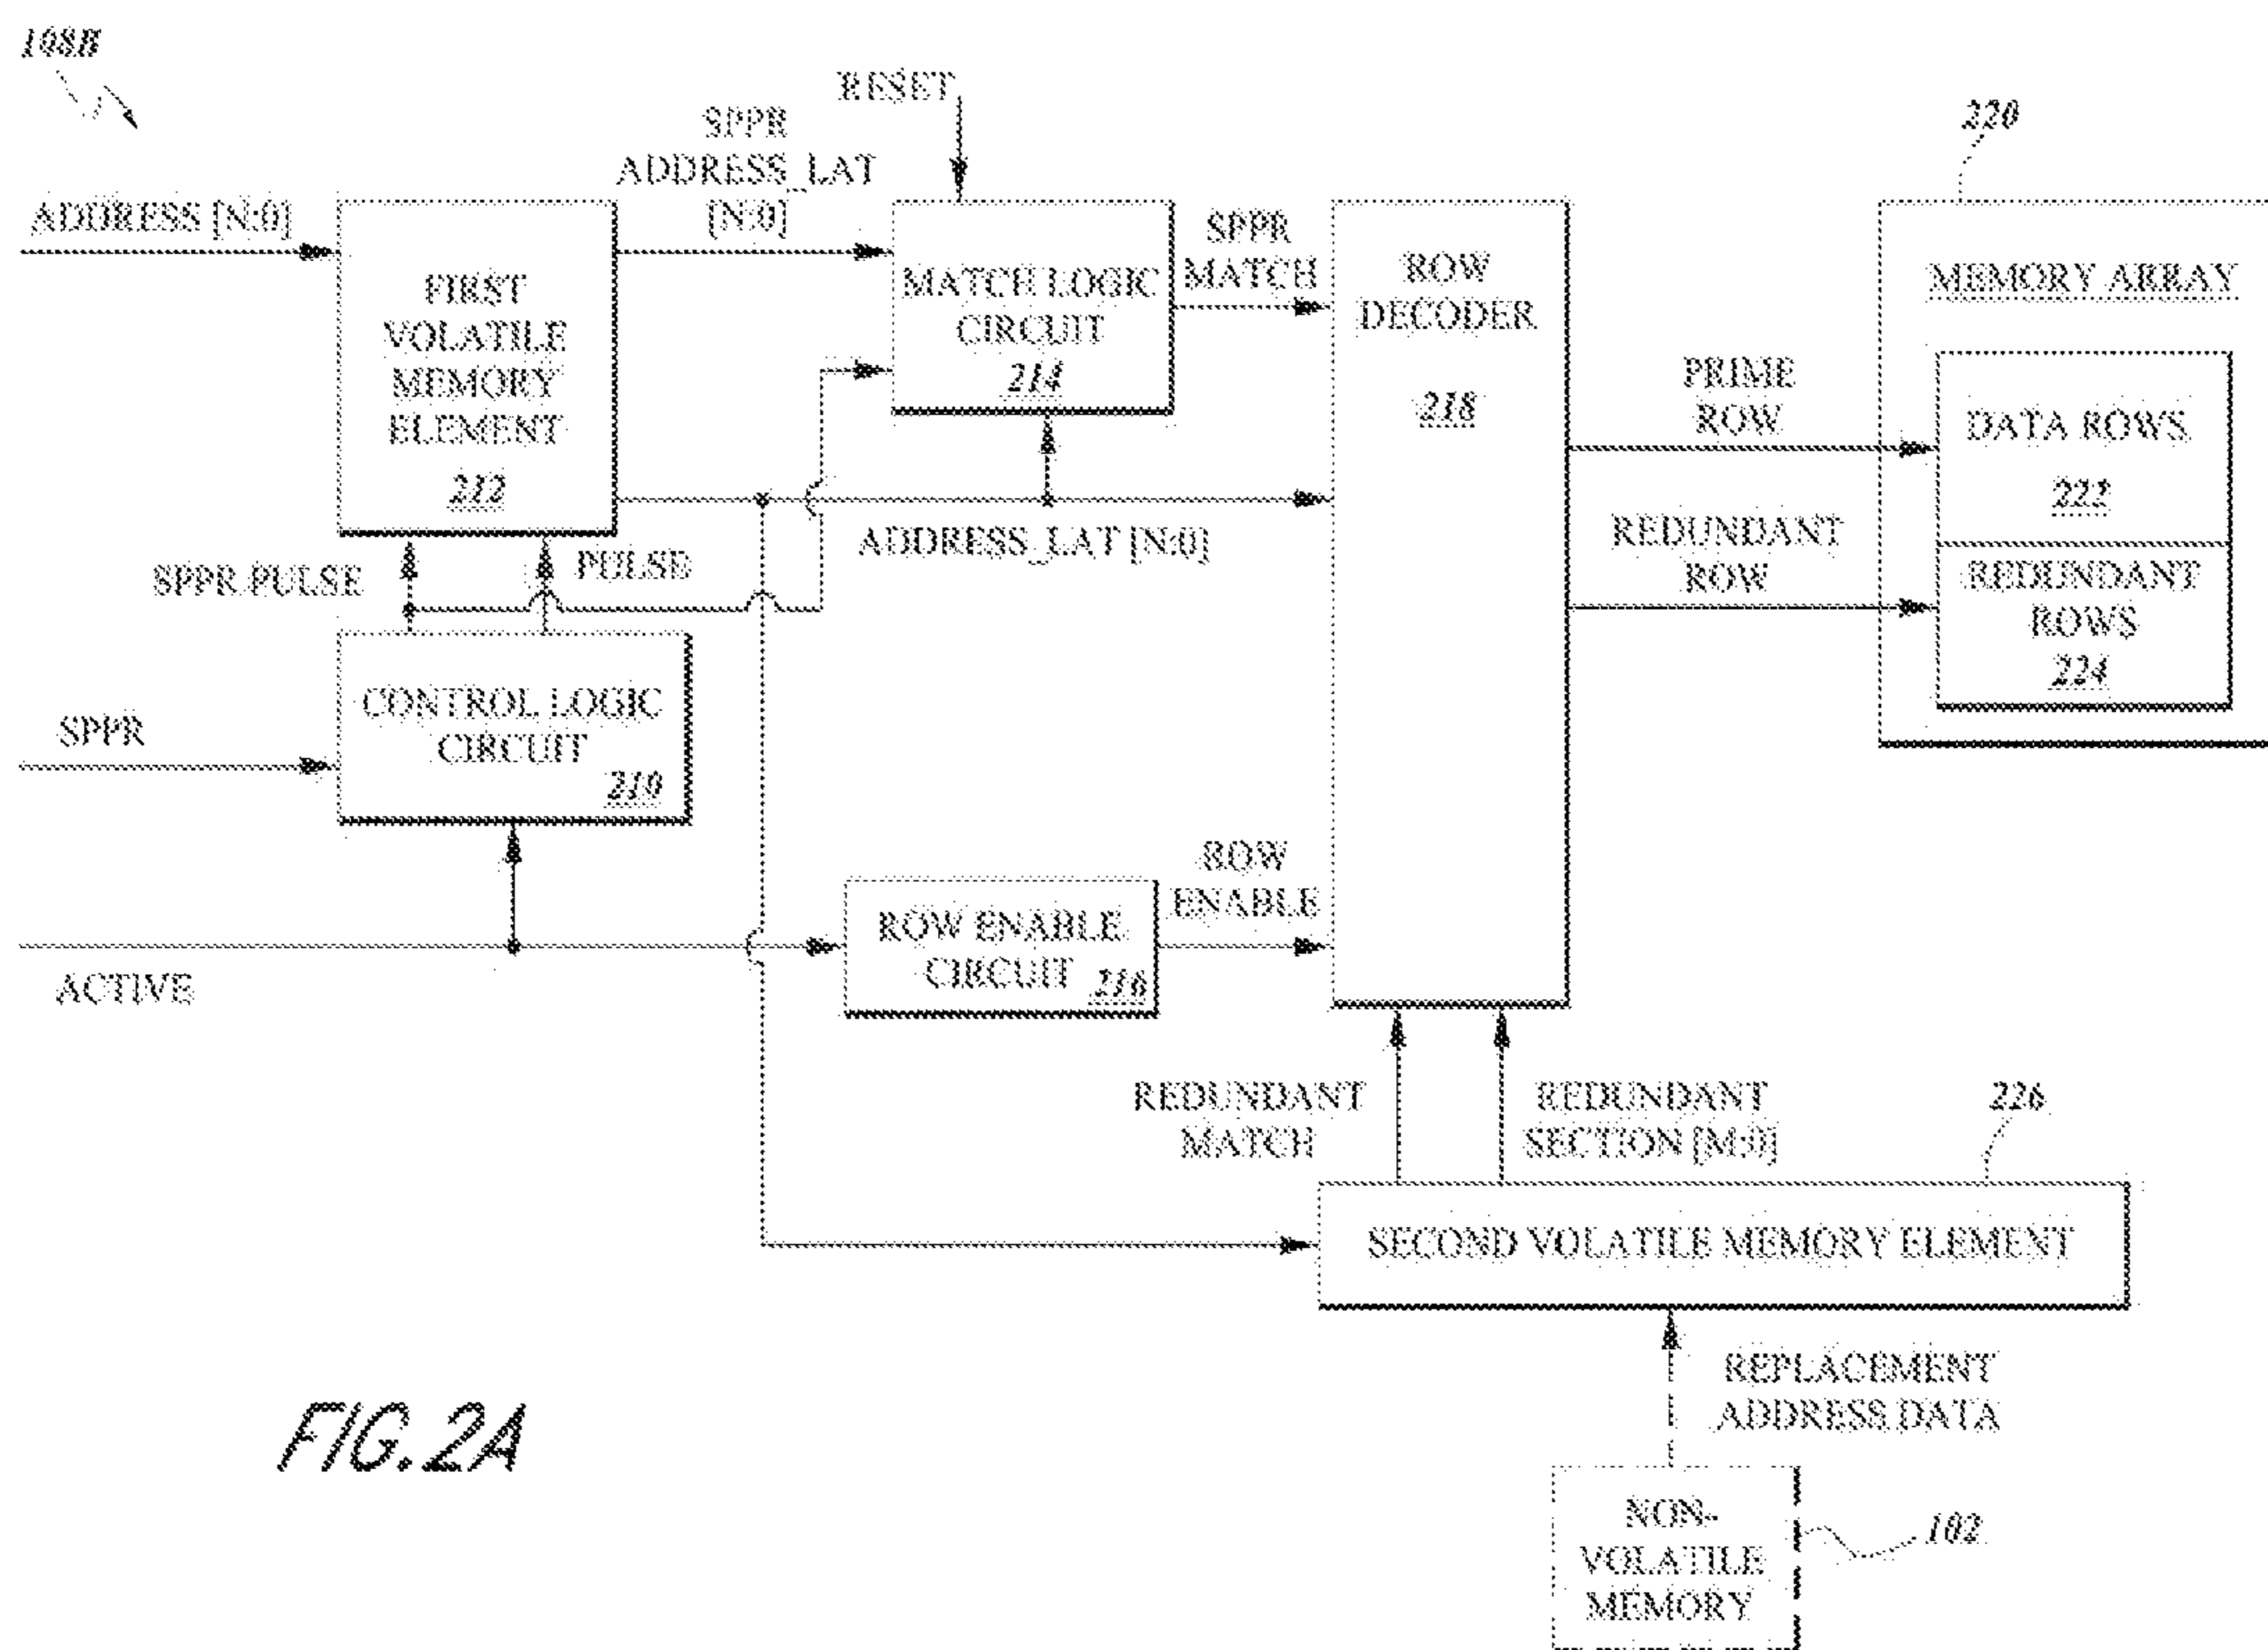 108B
RESET
SPPR
ADDRESS_LAT
[N:0]
ADDRESS [N:0]
220
FIRST
VOLATILE
MEMORY
ELEMENT
212
MATCH LOGIC
CIRCUIT
214
SPPR
MATCH
ROW
DECODER
218
MEMORY ARRAY
PRIME
ROW
DATA ROWS
222
REDUNDANT
ROW
REDUNDANT
ROWS
224
SPPR PULSE
PULSE
ADDRESS_LAT [N:0]
SPPR
CONTROL LOGIC
CIRCUIT
210
ACTIVE
ROW ENABLE
CIRCUIT 216
ROW
ENABLE
REDUNDANT
MATCH
REDUNDANT
SECTION [M:0]
226
SECOND VOLATILE MEMORY ELEMENT
REPLACEMENT
ADDRESS DATA
NON-
VOLATILE
MEMORY
102
FIG. 2A